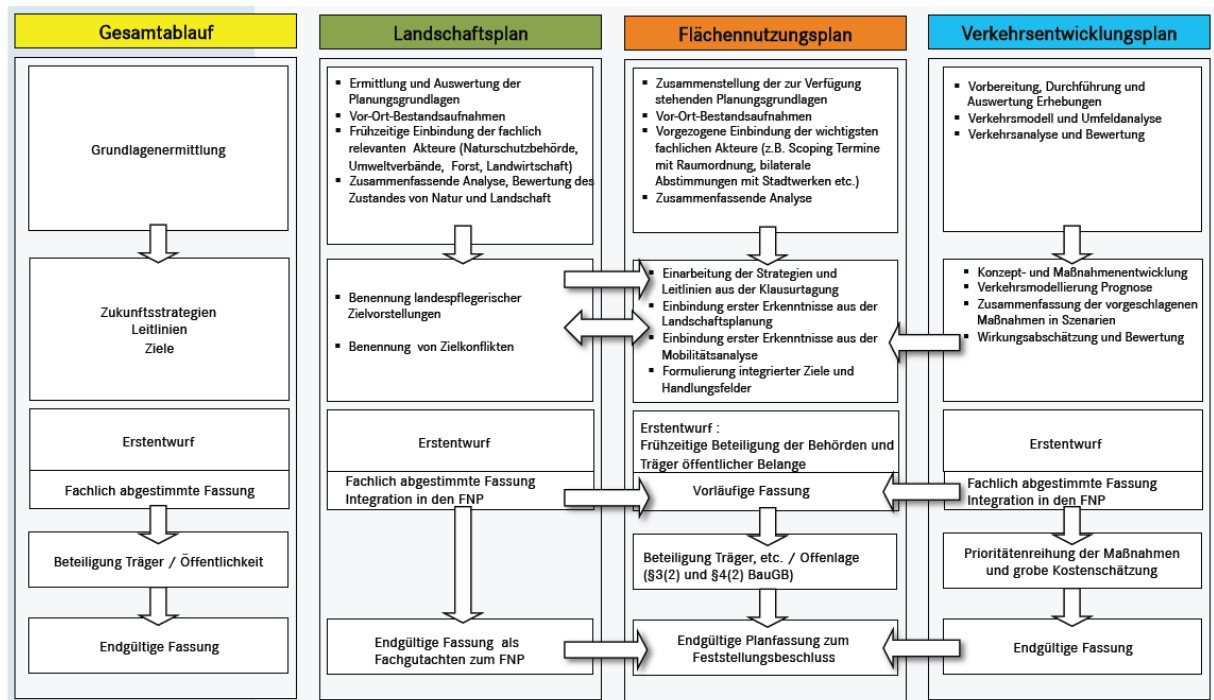 Gesamtablauf
Grundlagenermittlung
Zukunftsstrategien
Leitlinien
Ziele
Erstentwurf
Fachlich abgestimmte Fassung
Beteiligung Träger / Öffentlichkeit
Endgültige Fassung
Landschaftsplan
▪ Ermittlung und Auswertung der
Planungsgrundlagen
▪ Vor-Ort-Bestandsaufnahmen
▪ Frühzeitige Einbindung der fachlich
relevanten Akteure (Naturschutzbehörde,
Umweltverbände, Forst, Landwirtschaft)
▪ Zusammenfassende Analyse, Bewertung des
Zustandes von Natur und Landschaft
▪ Benennung landespflegerischer
Zielvorstellungen
▪ Benennung von Zielkonflikten
Erstentwurf
Fachlich abgestimmte Fassung
Integration in den FNP
Endgültige Fassung als
Fachgutachten zum FNP
Flächennutzungsplan
▪ Zusammenstellung der zur Verfügung
stehenden Planungsgrundlagen
▪ Vor-Ort-Bestandsaufnahmen
▪ Vorgezogene Einbindung der wichtigsten
fachlichen Akteure (z.B. Scoping Termine
mit Raumordnung, bilaterale
Abstimmungen mit Stadtwerken etc.)
▪ Zusammenfassende Analyse
▪ Einarbeitung der Strategien und
Leitlinien aus der Klausurtagung
▪ Einbindung erster Erkenntnisse aus der
Landschaftsplanung
▪ Einbindung erster Erkenntnisse aus der
Mobilitätsanalyse
▪ Formulierung integrierter Ziele und
Handlungsfelder
Erstentwurf :
Frühzeitige Beteiligung der Behörden und
Träger öffentlicher Belange
Vorläufige Fassung
Beteiligung Träger, etc. / Offenlage
(§3(2) und §4(2) BauGB)
Endgültige Planfassung zum
Feststellungsbeschluss
Verkehrsentwicklungsplan
▪ Vorbereitung, Durchführung und
Auswertung Erhebungen
▪ Verkehrsmodell und Umfeldanalyse
▪ Verkehrsanalyse und Bewertung
▪ Konzept- und Maßnahmenentwicklung
▪ Verkehrsmodellierung Prognose
▪ Zusammenfassung der vorgeschlagenen
Maßnahmen in Szenarien
▪ Wirkungsabschätzung und Bewertung
Erstentwurf
Fachlich abgestimmte Fassung
Integration in den FNP
Prioritätenreihung der Maßnahmen
und grobe Kostenschätzung
Endgültige Fassung